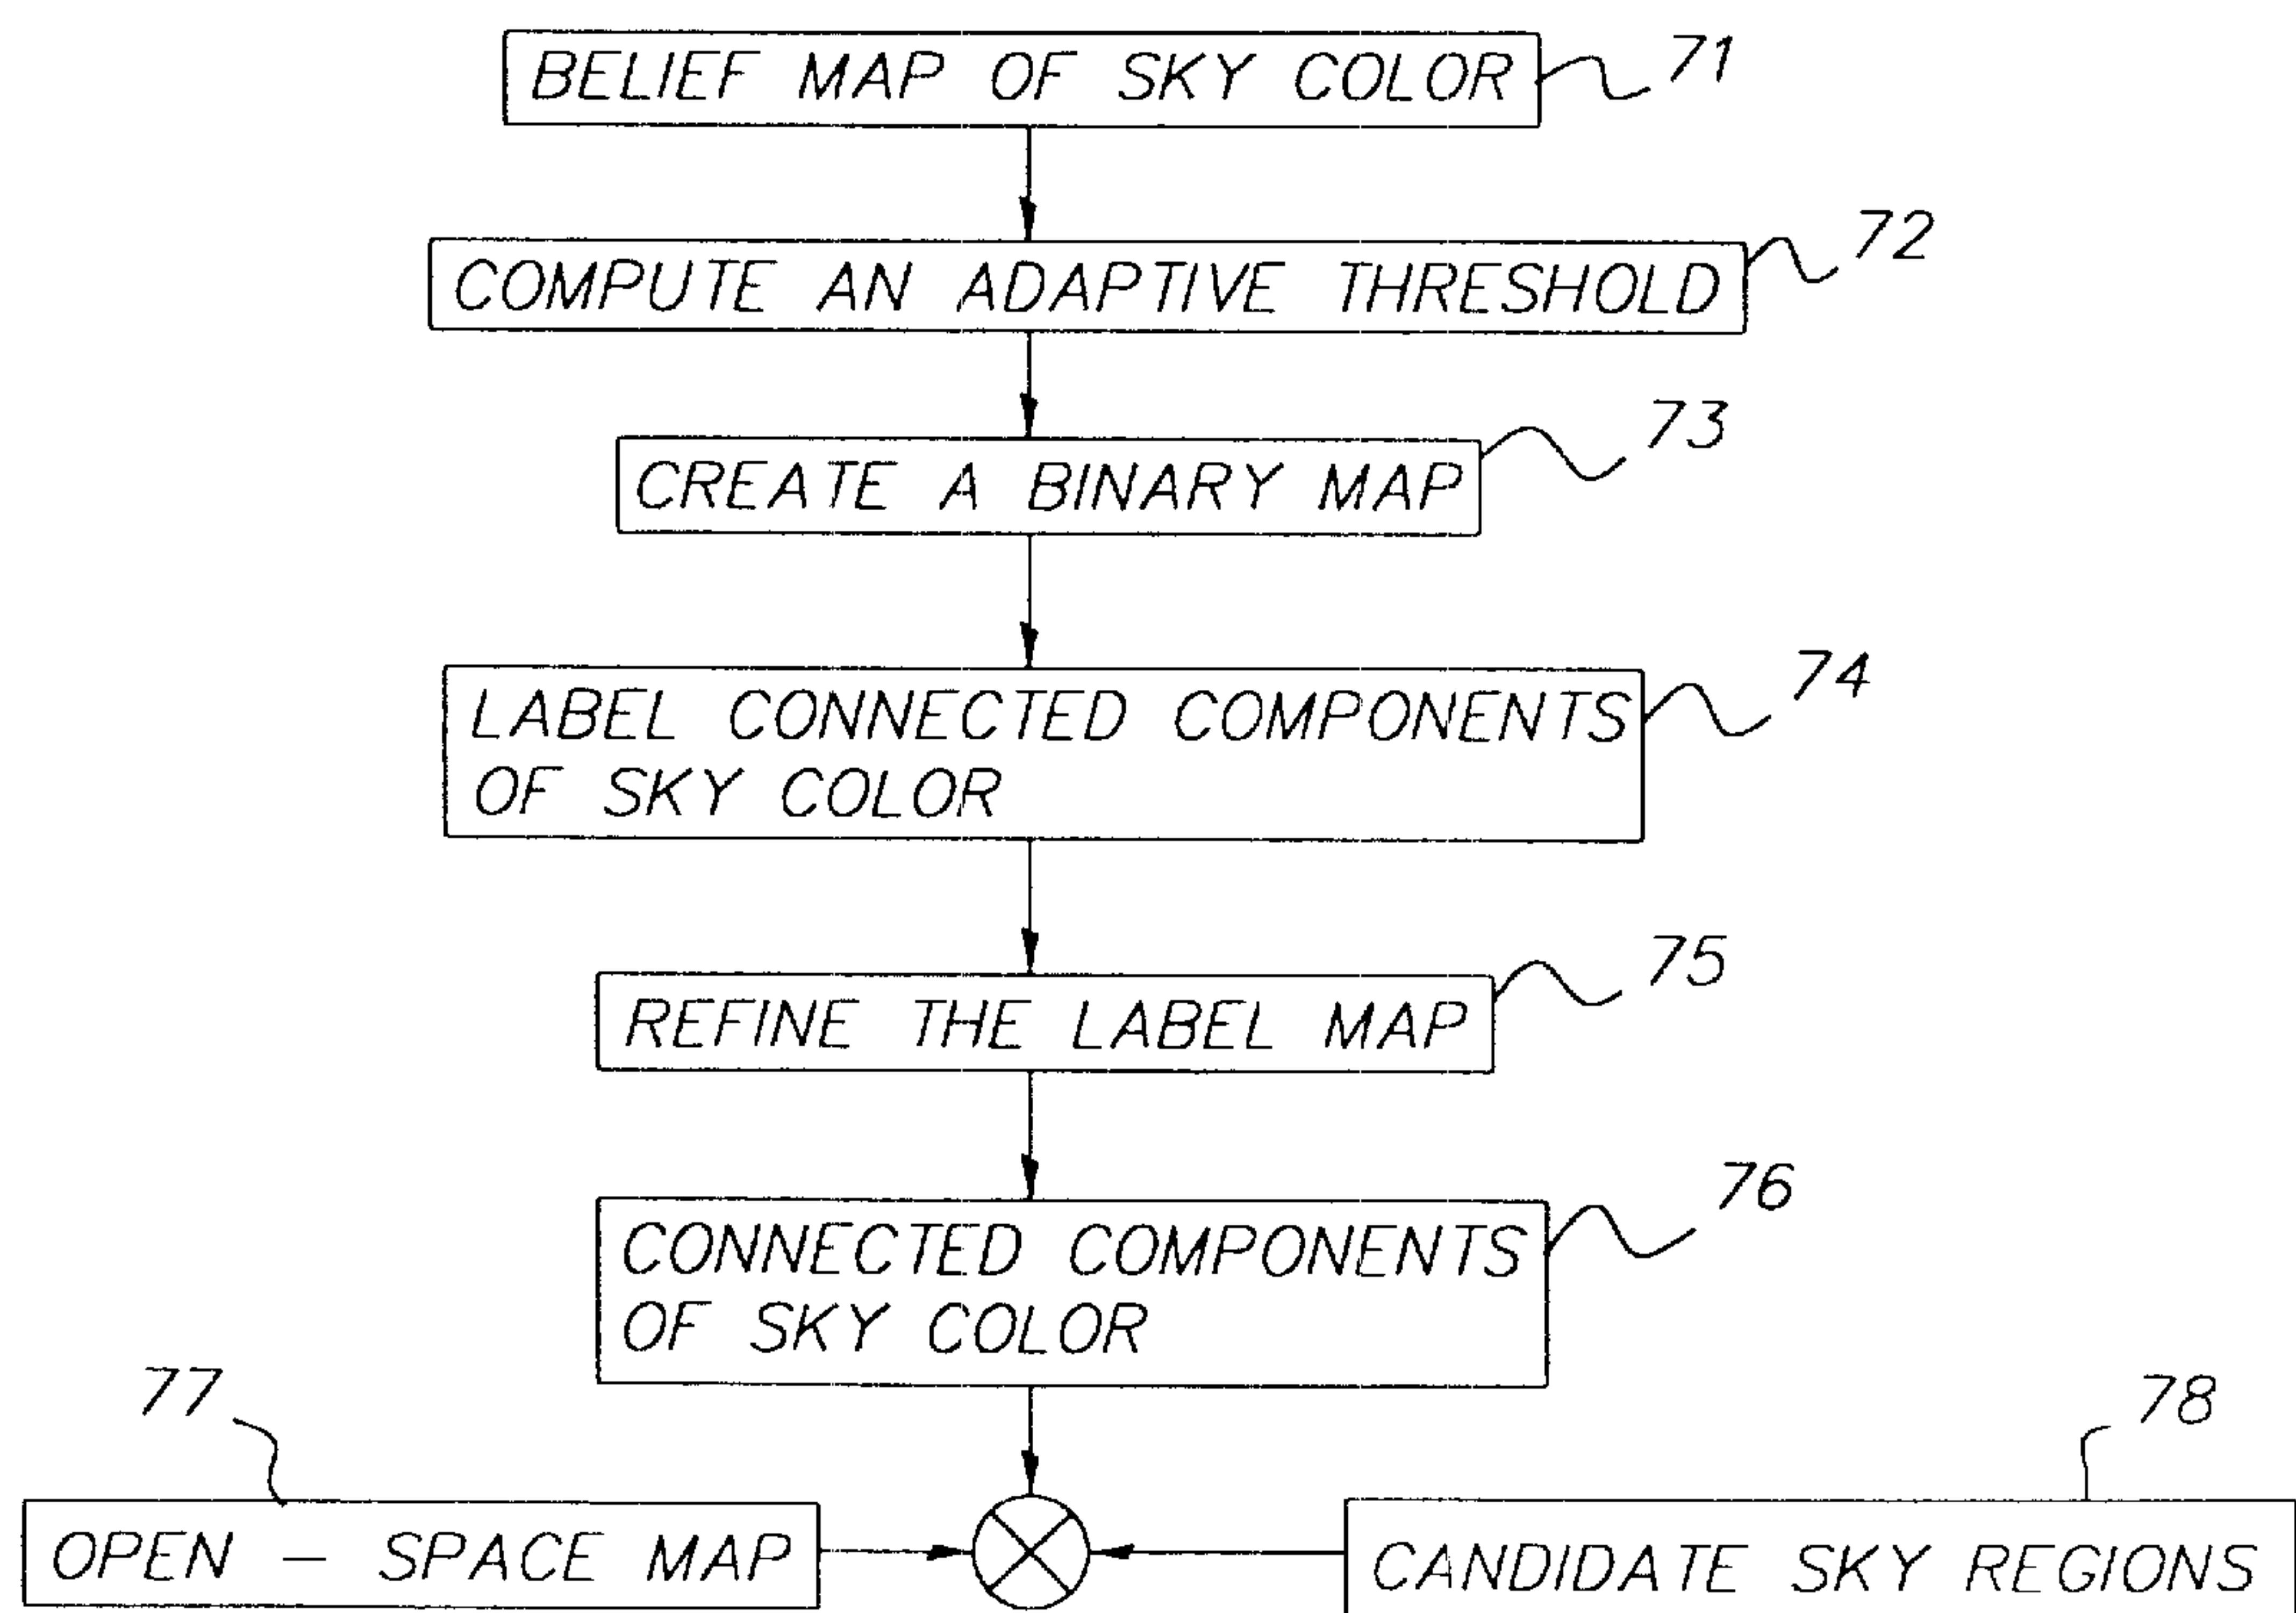 BELIEF MAP OF SKY COLOR
71
COMPUTE AN ADAPTIVE THRESHOLD
72
CREATE A BINARY MAP
73
LABEL CONNECTED COMPONENTS
OF SKY COLOR
74
REFINE THE LABEL MAP
75
CONNECTED COMPONENTS
OF SKY COLOR
76
77
OPEN – SPACE MAP
78
CANDIDATE SKY REGIONS